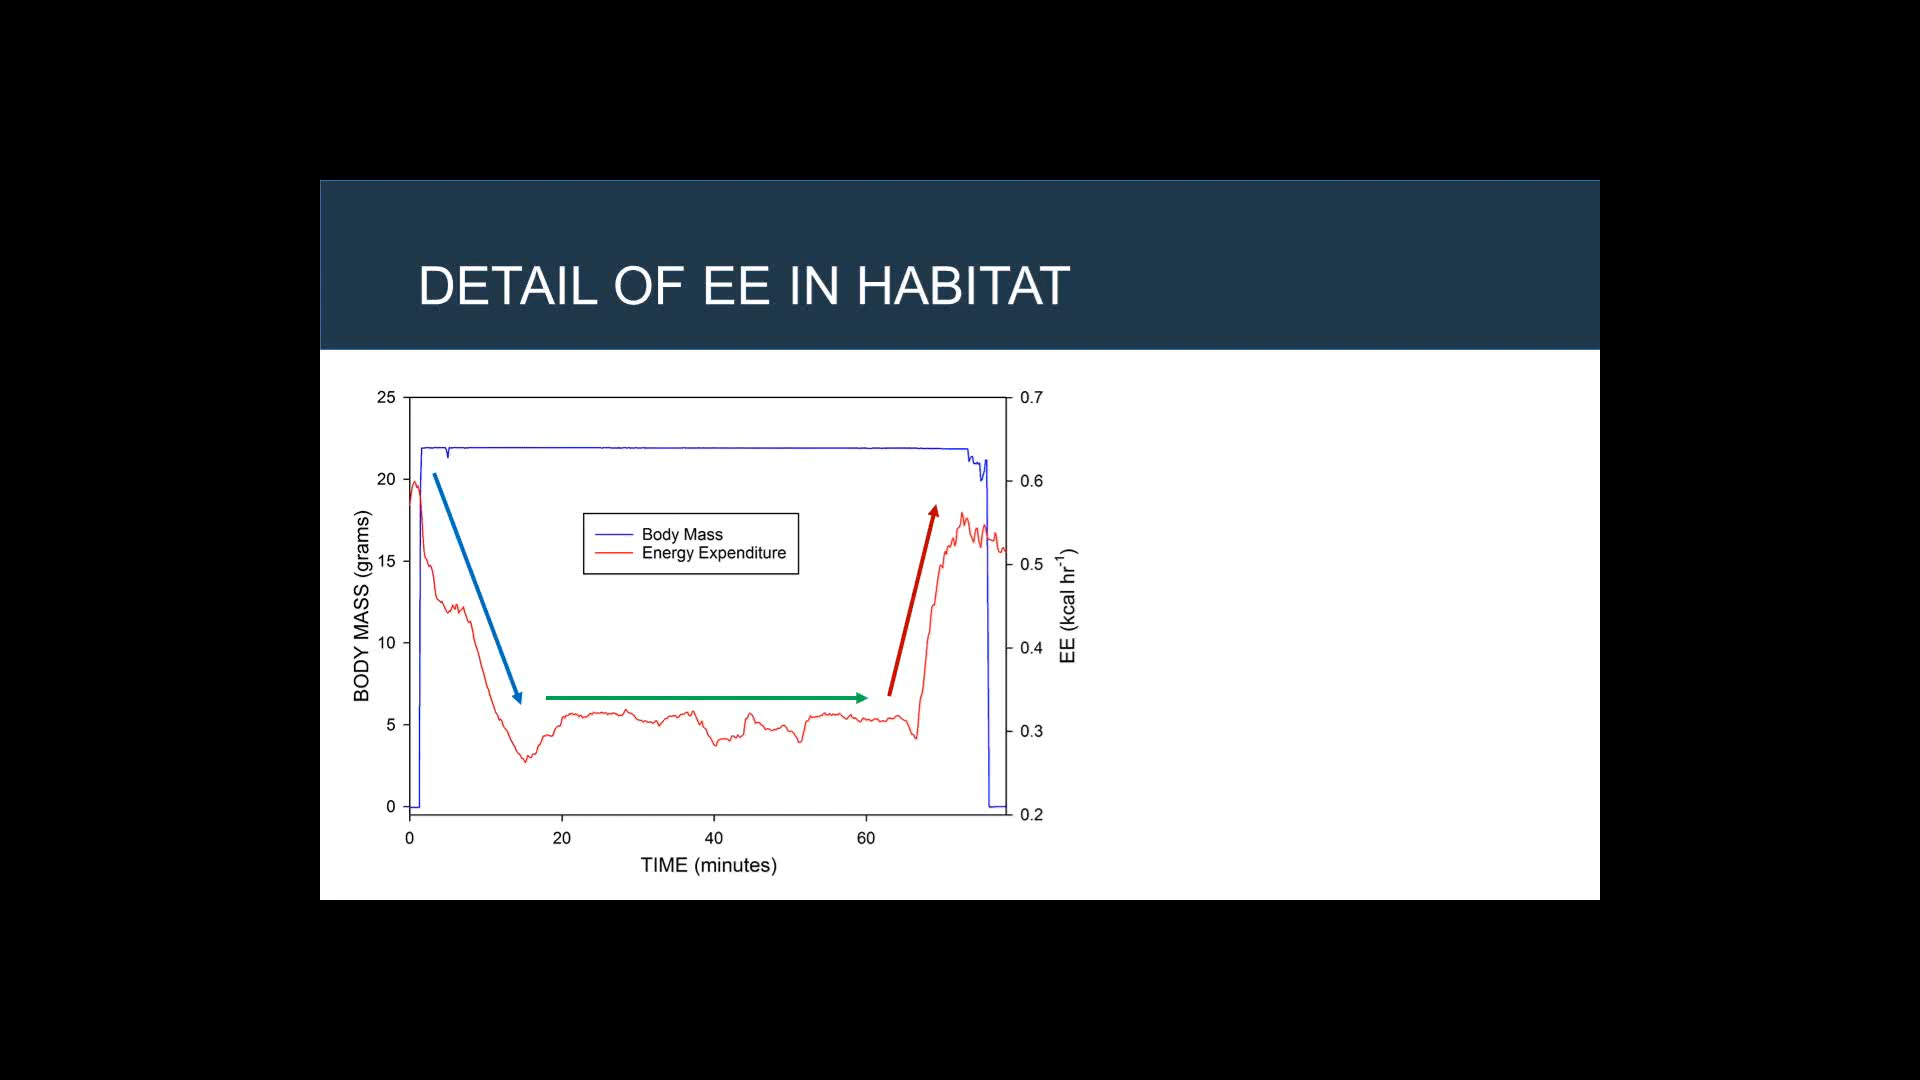 DETAIL OF EE IN HABITAT
25
20
15
10
5
0
BODY MASS (grams)
Body Mass
Energy Expenditure
0.7
0.6
0.5
0.4
0.3
0.2
EE (kcal hr⁻¹)
0 20 40 60
TIME (minutes)